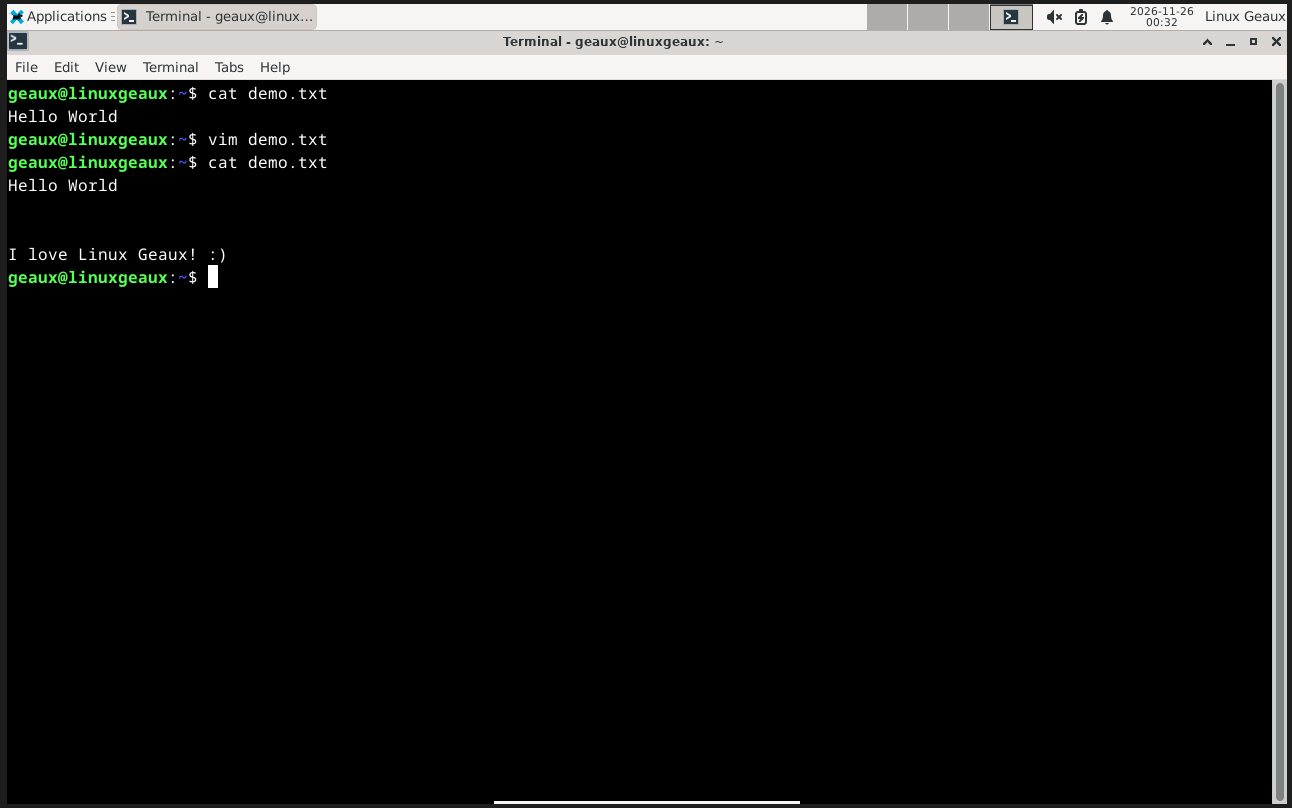 Applications
Terminal - geaux@linux...
2026-11-26
00:32
Linux Geaux
Terminal - geaux@linuxgeaux: ~
File Edit View Terminal Tabs Help
geaux@linuxgeaux:~$ cat demo.txt
Hello World
geaux@linuxgeaux:~$ vim demo.txt
geaux@linuxgeaux:~$ cat demo.txt
Hello World
I love Linux Geaux! :)
geaux@linuxgeaux:~$